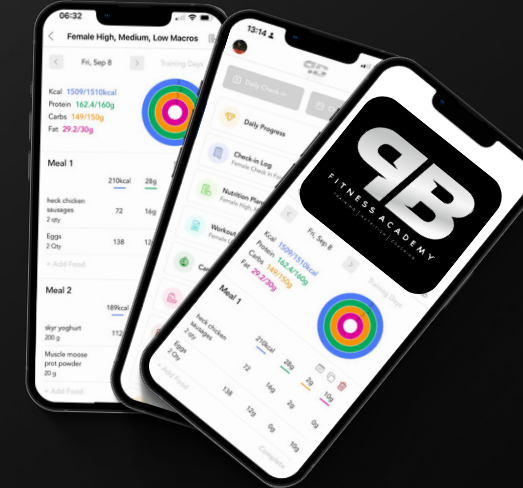 06:32
Female High, Medium, Low Macros
Fri, Sep 8
Training Days
Kcal 1509/1510kcal
Protein 162.4/160g
Carbs 149/150g
Fat 29.2/30g
Meal 1
210kcal 28g
heck chicken
sausages
2 qty
72 16g
Eggs
2 Qty
138
+ Add Food
Meal 2
189kcal
skyr yoghurt
200 g
112
Muscle moose
prot powder
20 g
+ Add Food
13:14
Daily Check-in
Daily Progress
Check-in Log
Female Check In
Nutrition Plan
Female High,
Workout
PB
FITNESS ACADEMY
Fri, Sep 8
Training Days
Kcal 1509/1510kcal
Protein 162.4/160g
Carbs 149/150g
Fat 29.2/30g
Meal 1
210kcal 28g 2g 10g
heck chicken
sausages
2 qty
72 16g 2g 0g
Eggs
2 Qty
138 12g 0g 10g
+ Add Food
Complete